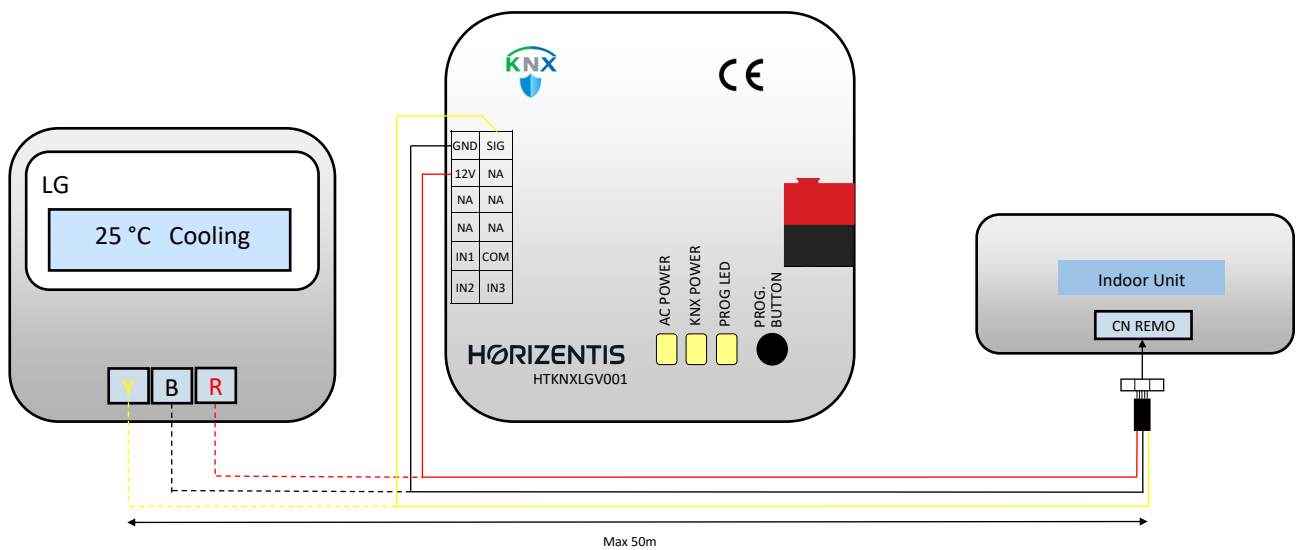 KNX
CE
LG
25 °C Cooling
Y B R
GND SIG
12V NA
NA NA
NA NA
IN1 COM
IN2 IN3
AC POWER
KNX POWER
PROG LED
PROG.
BUTTON
HORIZENTIS
HTKNXLGV001
Indoor Unit
CN REMO
Max 50m